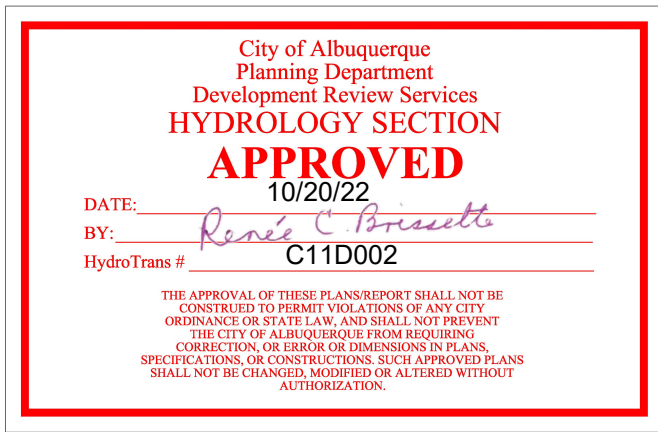 City of Albuquerque
Planning Department
Development Review Services
HYDROLOGY SECTION
APPROVED
DATE: 10/20/22
BY: Renée C. Brissette
HydroTrans # C11D002
THE APPROVAL OF THESE PLANS/REPORT SHALL NOT BE
CONSTRUED TO PERMIT VIOLATIONS OF ANY CITY
ORDINANCE OR STATE LAW, AND SHALL NOT PREVENT
THE CITY OF ALBUQUERQUE FROM REQUIRING
CORRECTION, OR ERROR OR DIMENSIONS IN PLANS,
SPECIFICATIONS, OR CONSTRUCTIONS. SUCH APPROVED PLANS
SHALL NOT BE CHANGED, MODIFIED OR ALTERED WITHOUT
AUTHORIZATION.